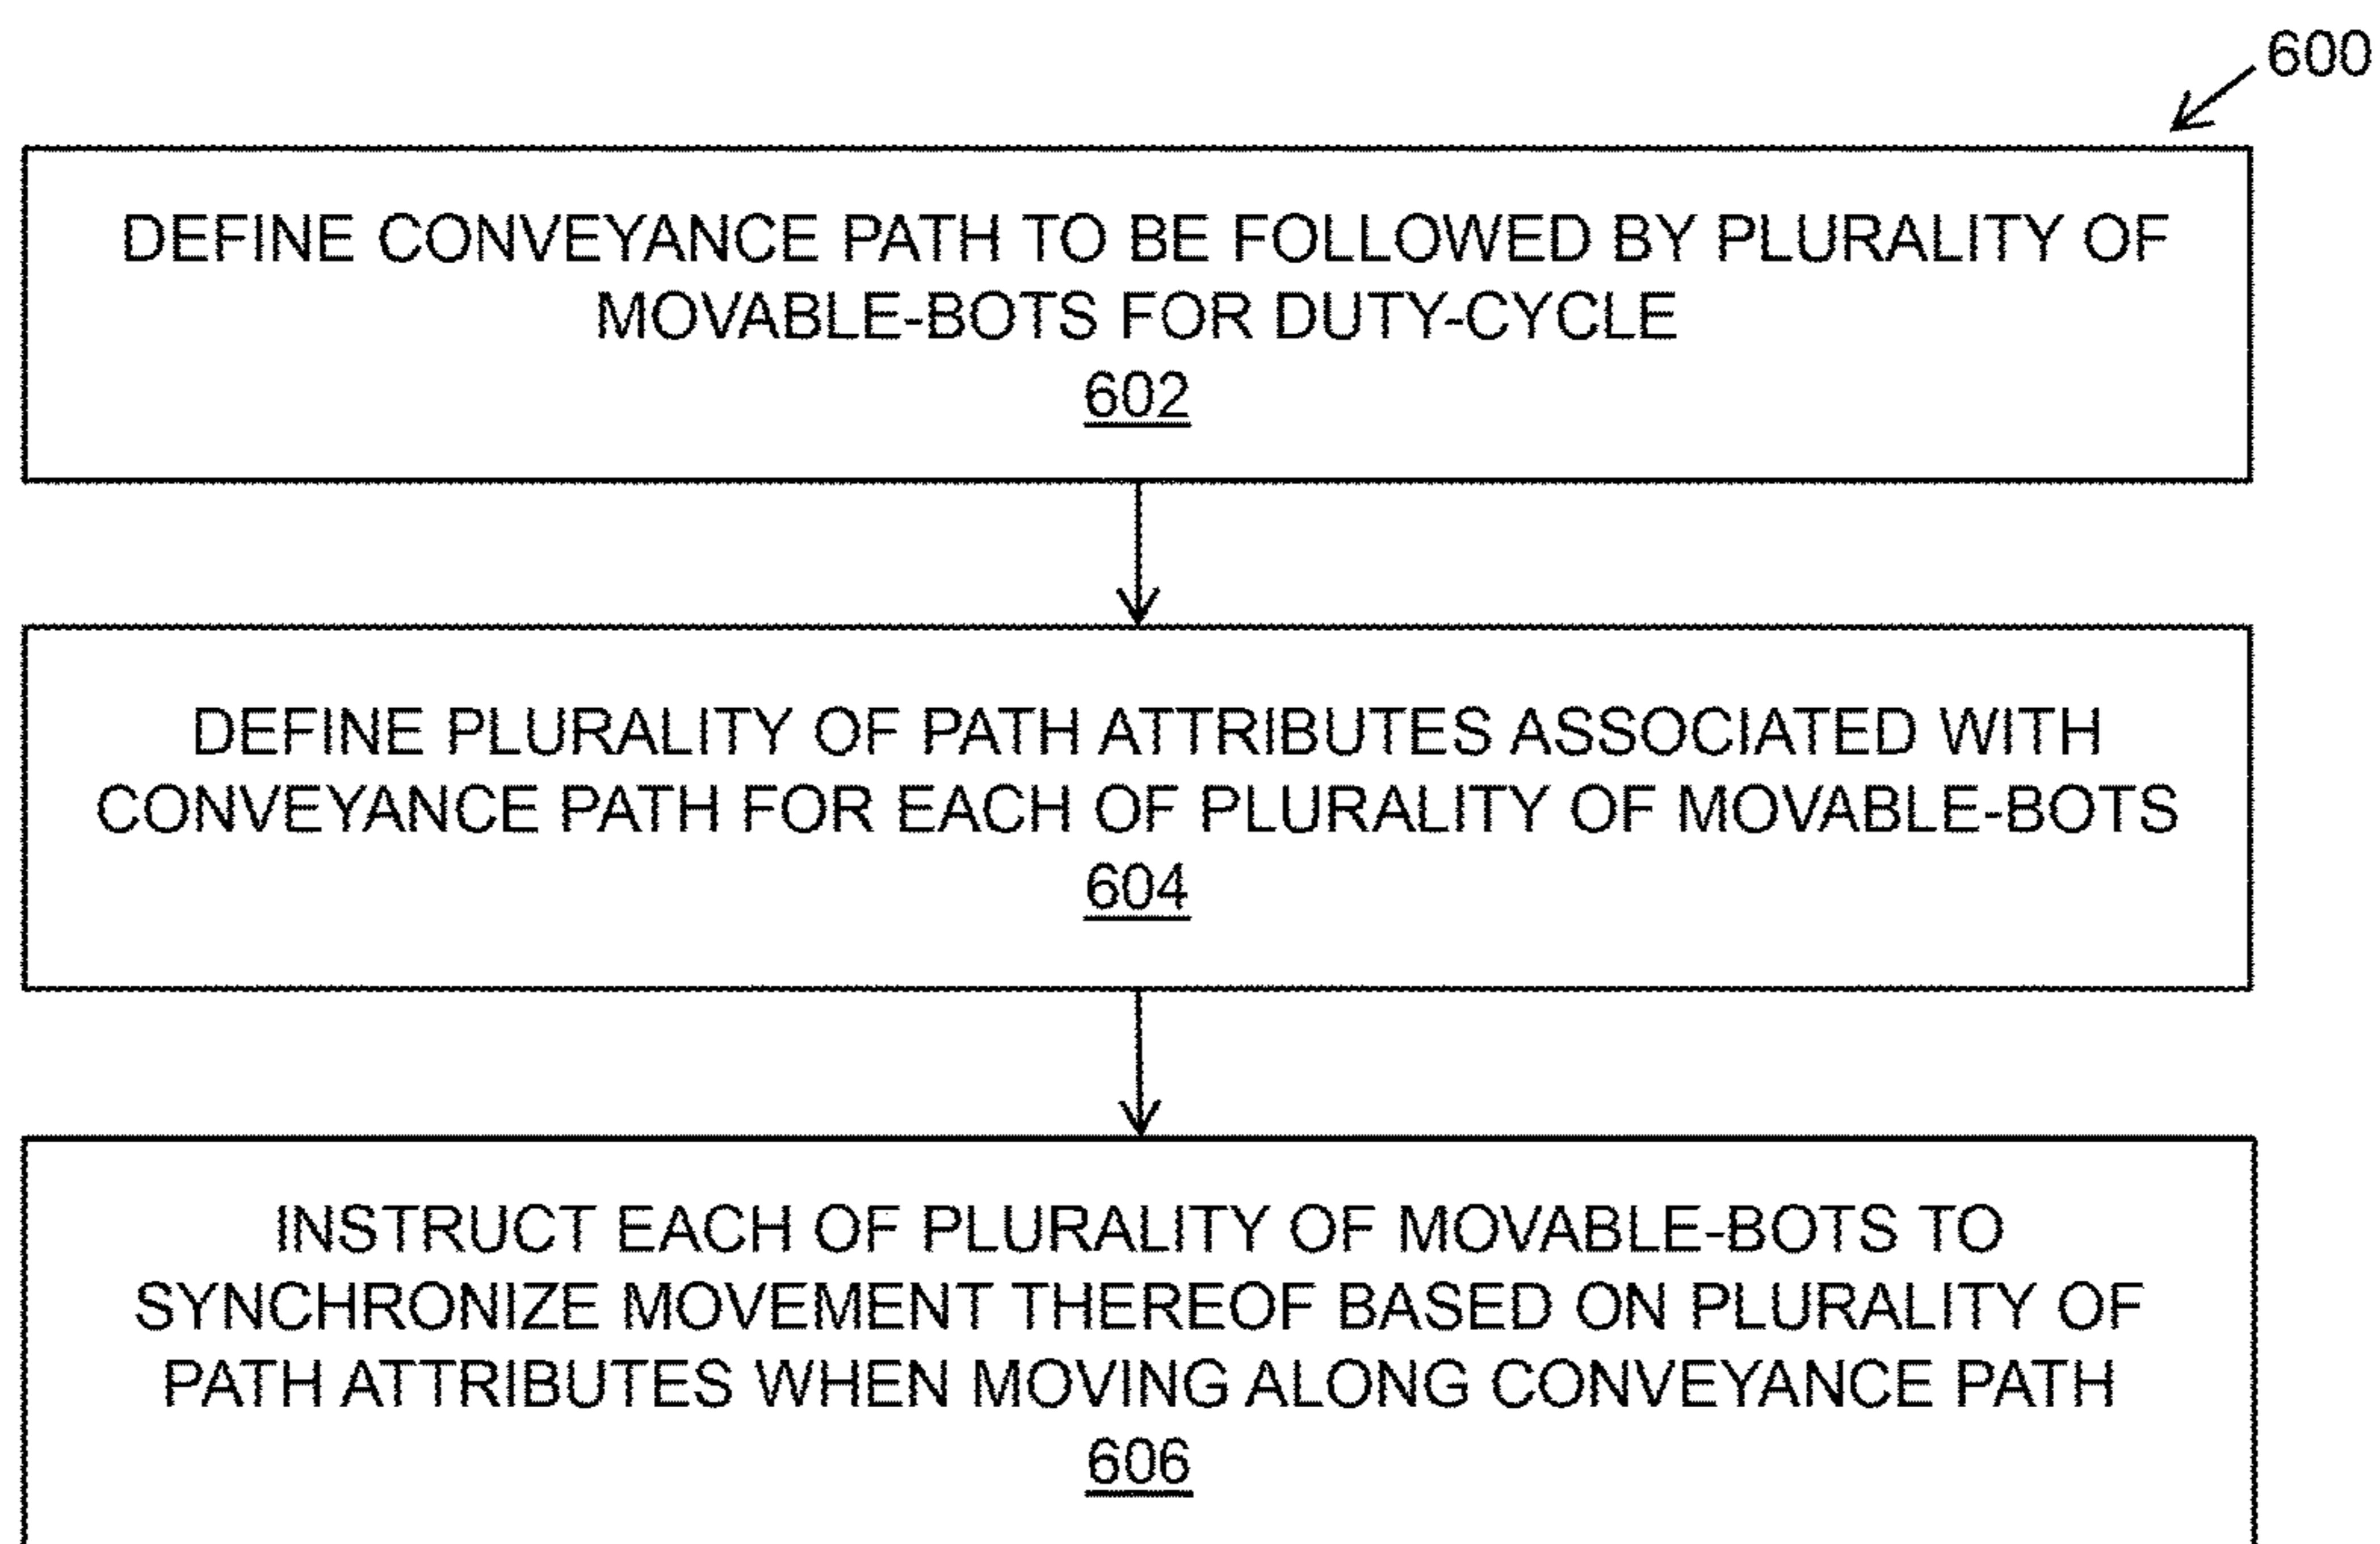 600
DEFINE CONVEYANCE PATH TO BE FOLLOWED BY PLURALITY OF
MOVABLE-BOTS FOR DUTY-CYCLE
602
DEFINE PLURALITY OF PATH ATTRIBUTES ASSOCIATED WITH
CONVEYANCE PATH FOR EACH OF PLURALITY OF MOVABLE-BOTS
604
INSTRUCT EACH OF PLURALITY OF MOVABLE-BOTS TO
SYNCHRONIZE MOVEMENT THEREOF BASED ON PLURALITY OF
PATH ATTRIBUTES WHEN MOVING ALONG CONVEYANCE PATH
606